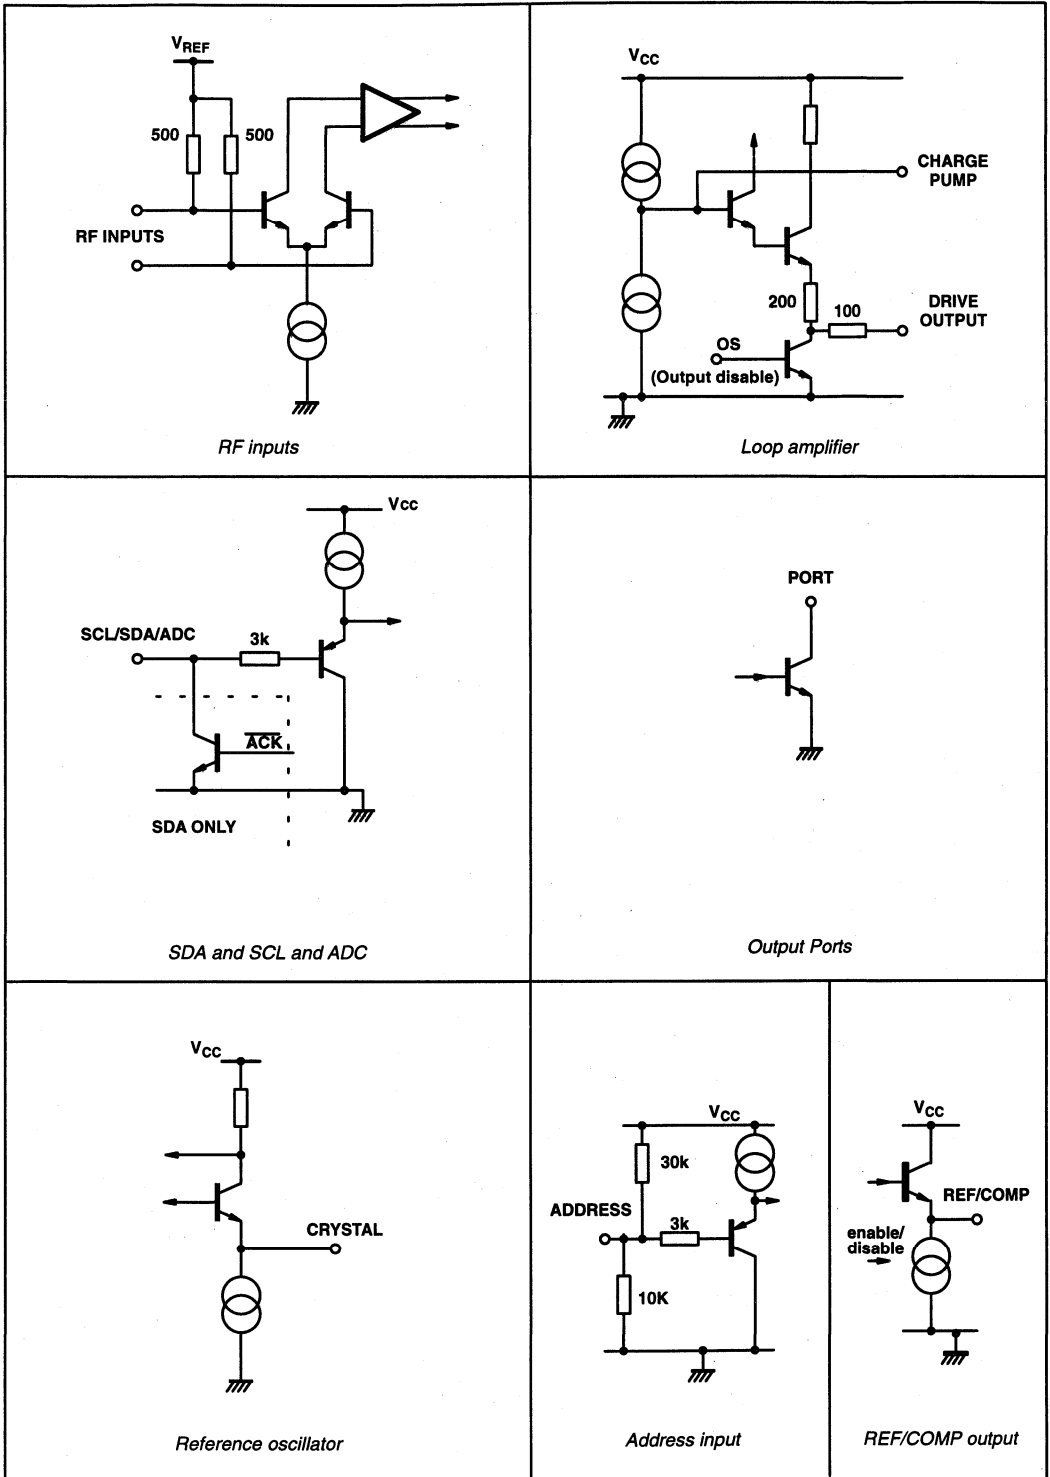 VREF
500
500
RF INPUTS
RF inputs
VCC
CHARGE
PUMP
200
100
DRIVE
OUTPUT
OS
(Output disable)
Loop amplifier
VCC
SCL/SDA/ADC
3k
ACK
SDA ONLY
SDA and SCL and ADC
PORT
Output Ports
VCC
CRYSTAL
Reference oscillator
VCC
30k
ADDRESS
3k
10K
Address input
VCC
REF/COMP
enable/
disable
REF/COMP output